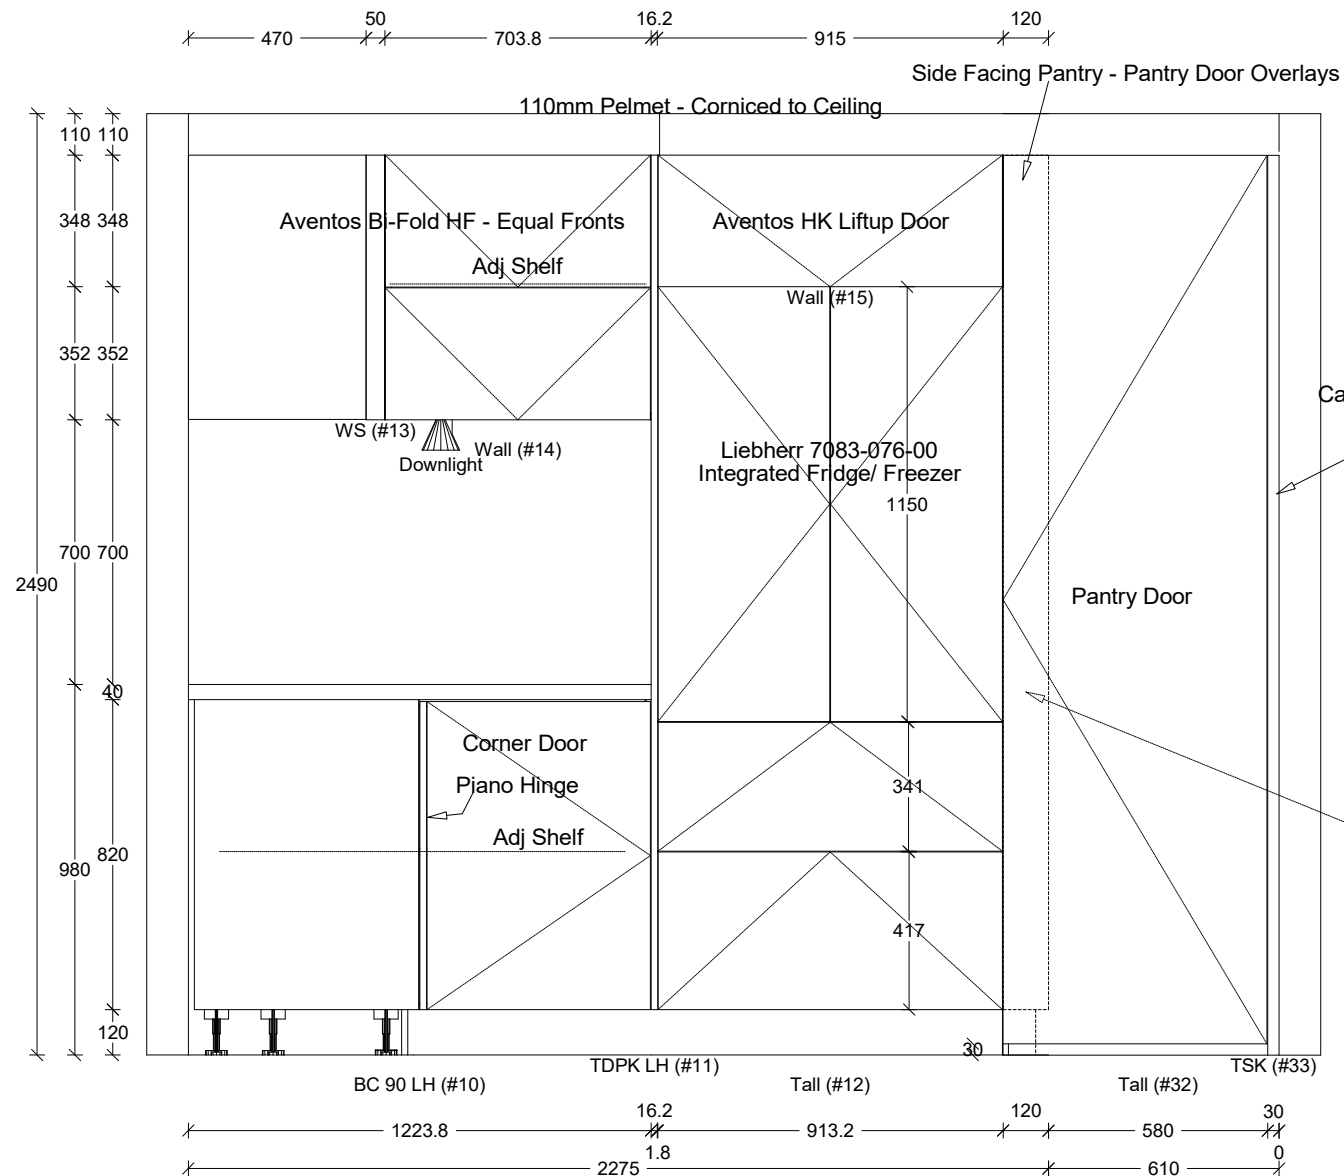 50 16.2 120
470 703.8 915
Side Facing Pantry - Pantry Door Overlays
110mm Pelmet - Corniced to Ceiling
110 110
348 348
Aventos Bi-Fold HF - Equal Fronts
Aventos HK Liftup Door
Adj Shelf
Wall (#15)
352 352
Ca
WS (#13)
Wall (#14)
Downlight
Liebherr 7083-076-00
Integrated Fridge/ Freezer
1150
700 700
2490
Pantry Door
40
Corner Door
Piano Hinge
341
Adj Shelf
980 820
417
120
30
TDPK LH (#11)
TSK (#33)
BC 90 LH (#10)
Tall (#12)
Tall (#32)
16.2 120 30
1223.8 913.2 580
1.8 0
2275 610